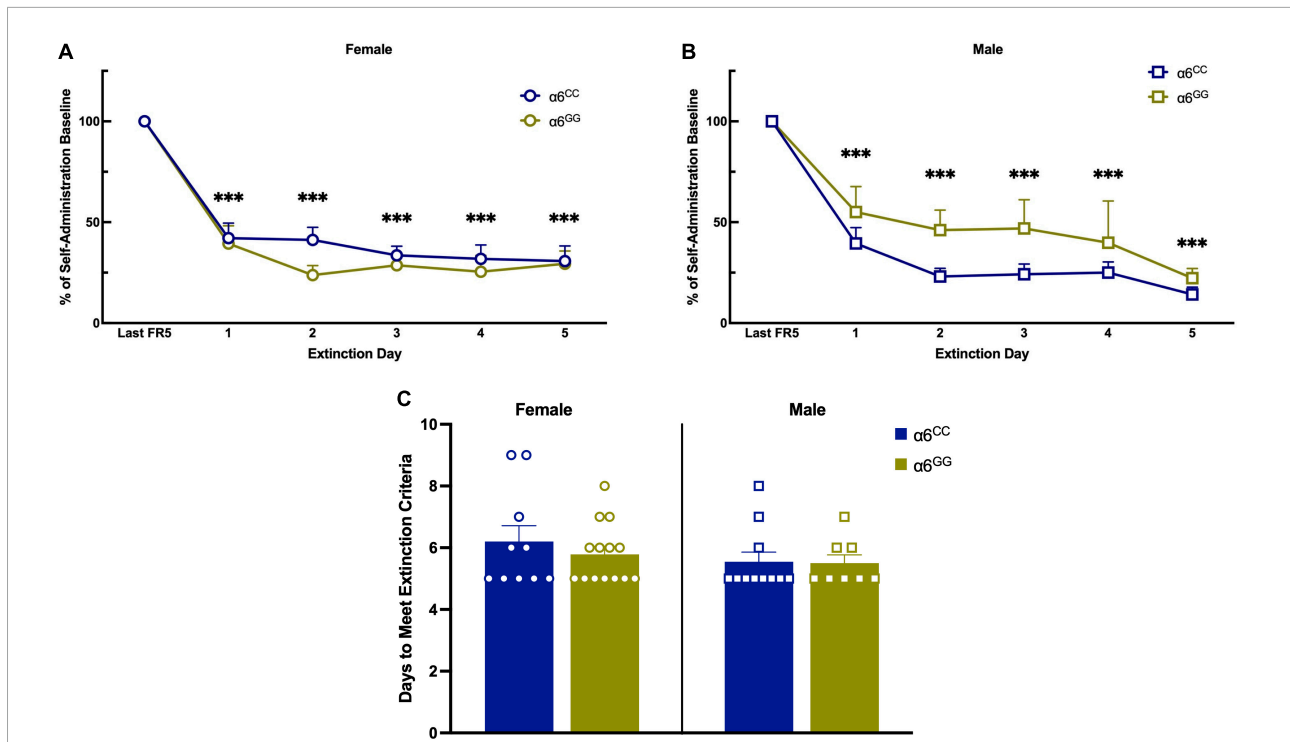 A
Female
% of Self-Administration Baseline
100
50
0
α6CC
α6GG
*** *** *** *** ***
Last FR5 1 2 3 4 5
Extinction Day
B
Male
% of Self-Administration Baseline
100
50
0
α6CC
α6GG
*** *** *** *** ***
Last FR5 1 2 3 4 5
Extinction Day
C
Female
Male
Days to Meet Extinction Criteria
10
8
6
4
2
0
α6CC
α6GG